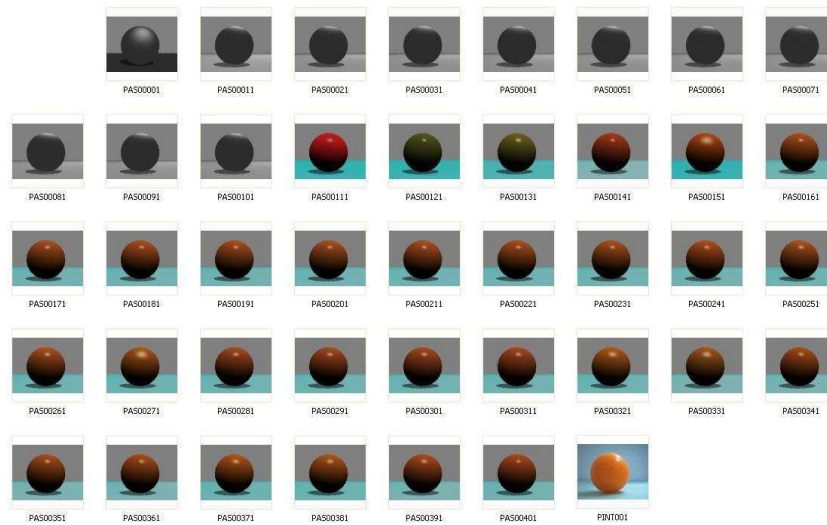 PAS00001 PAS00011 PAS00021 PAS00031 PAS00041 PAS00051 PAS00061 PAS00071
PAS00081 PAS00091 PAS00101 PAS00111 PAS00121 PAS00131 PAS00141 PAS00151 PAS00161
PAS00171 PAS00181 PAS00191 PAS00201 PAS00211 PAS00221 PAS00231 PAS00241 PAS00251
PAS00261 PAS00271 PAS00281 PAS00291 PAS00301 PAS00311 PAS00321 PAS00331 PAS00341
PAS00351 PAS00361 PAS00371 PAS00381 PAS00391 PAS00401 PINT001